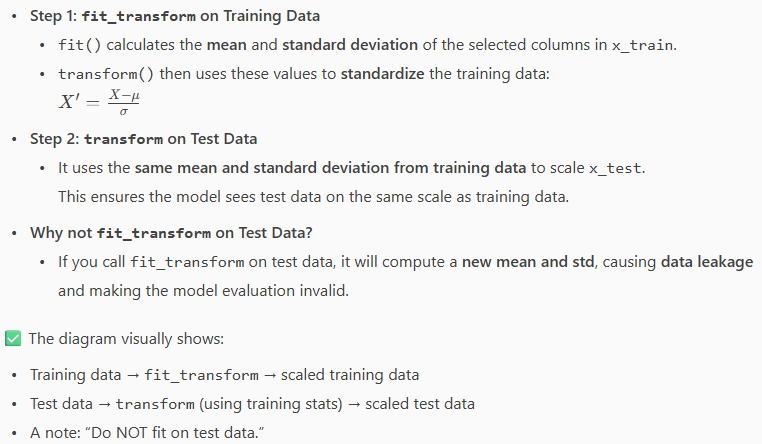 • Step 1: fit_transform on Training Data
• fit() calculates the mean and standard deviation of the selected columns in x_train.
• transform() then uses these values to standardize the training data:
X′ = (X−μ)/σ
• Step 2: transform on Test Data
• It uses the same mean and standard deviation from training data to scale x_test.
This ensures the model sees test data on the same scale as training data.
• Why not fit_transform on Test Data?
• If you call fit_transform on test data, it will compute a new mean and std, causing data leakage
and making the model evaluation invalid.
✅ The diagram visually shows:
• Training data → fit_transform → scaled training data
• Test data → transform (using training stats) → scaled test data
• A note: “Do NOT fit on test data.”